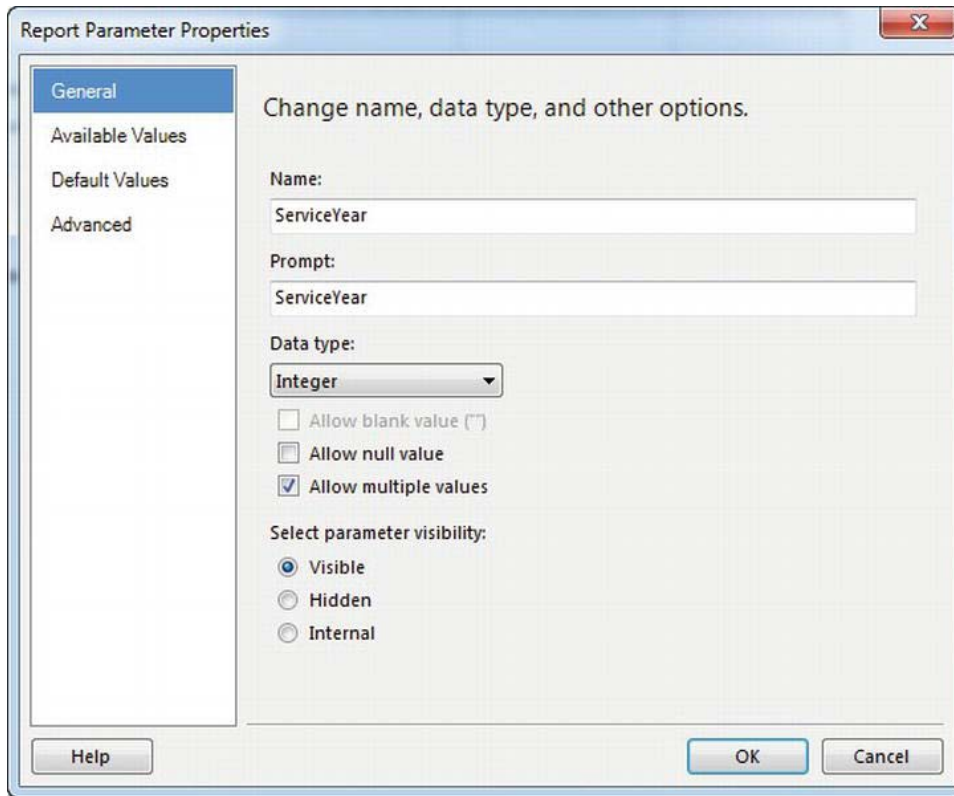 Report Parameter Properties
General
Available Values
Default Values
Advanced
Change name, data type, and other options.
Name:
ServiceYear
Prompt:
ServiceYear
Data type:
Integer
Allow blank value ("")
Allow null value
Allow multiple values
Select parameter visibility:
Visible
Hidden
Internal
Help
OK
Cancel